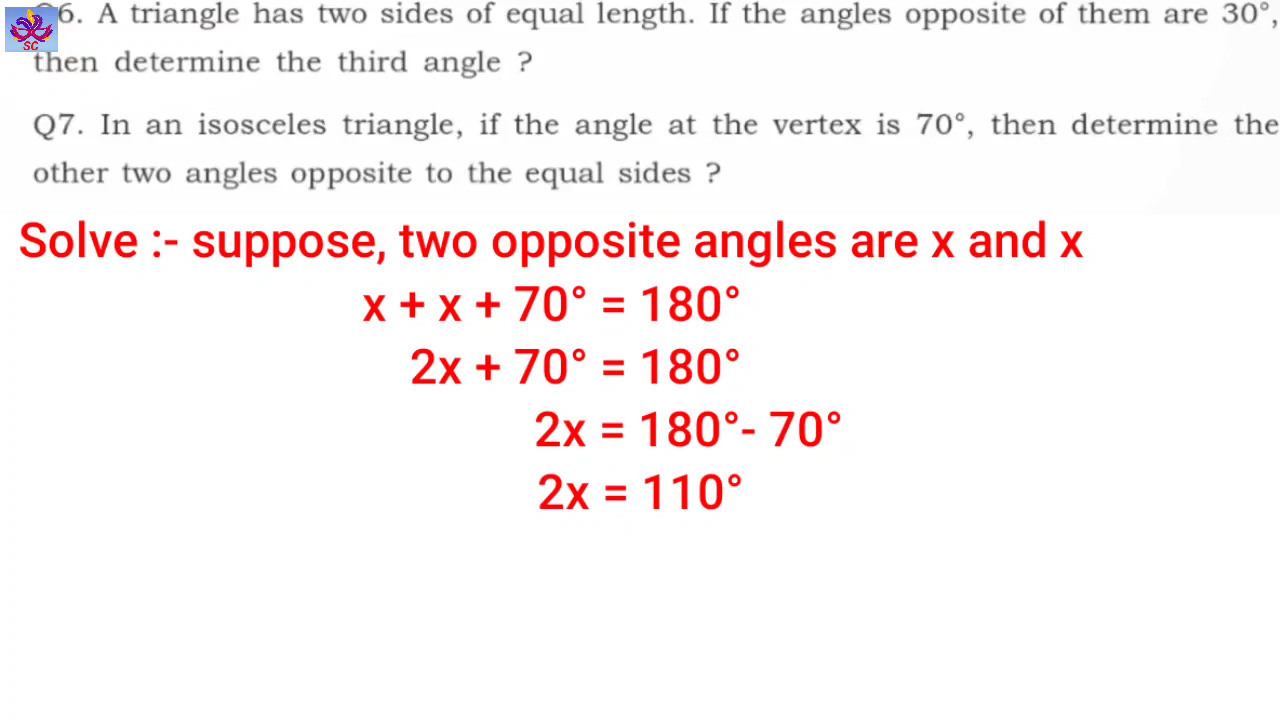 6. A triangle has two sides of equal length. If the angles opposite of them are 30°,
SC
then determine the third angle ?
Q7. In an isosceles triangle, if the angle at the vertex is 70°, then determine the
other two angles opposite to the equal sides ?
Solve :- suppose, two opposite angles are x and x
x + x + 70° = 180°
2x + 70° = 180°
2x = 180°- 70°
2x = 110°